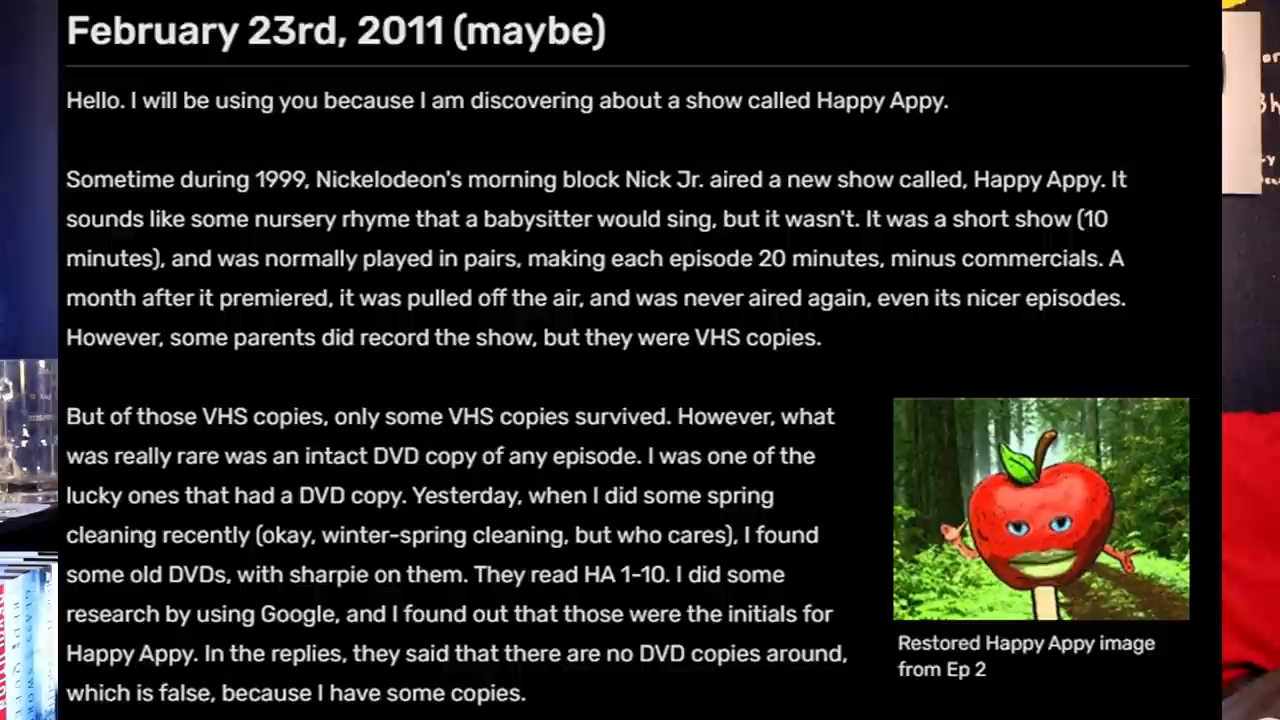 February 23rd, 2011 (maybe)
Hello. I will be using you because I am discovering about a show called Happy Appy.
Sometime during 1999, Nickelodeon's morning block Nick Jr. aired a new show called, Happy Appy. It
sounds like some nursery rhyme that a babysitter would sing, but it wasn't. It was a short show (10
minutes), and was normally played in pairs, making each episode 20 minutes, minus commercials. A
month after it premiered, it was pulled off the air, and was never aired again, even its nicer episodes.
However, some parents did record the show, but they were VHS copies.
But of those VHS copies, only some VHS copies survived. However, what
was really rare was an intact DVD copy of any episode. I was one of the
lucky ones that had a DVD copy. Yesterday, when I did some spring
cleaning recently (okay, winter-spring cleaning, but who cares), I found
some old DVDs, with sharpie on them. They read HA 1-10. I did some
research by using Google, and I found out that those were the initials for
Happy Appy. In the replies, they said that there are no DVD copies around,
which is false, because I have some copies.
Restored Happy Appy image
from Ep 2